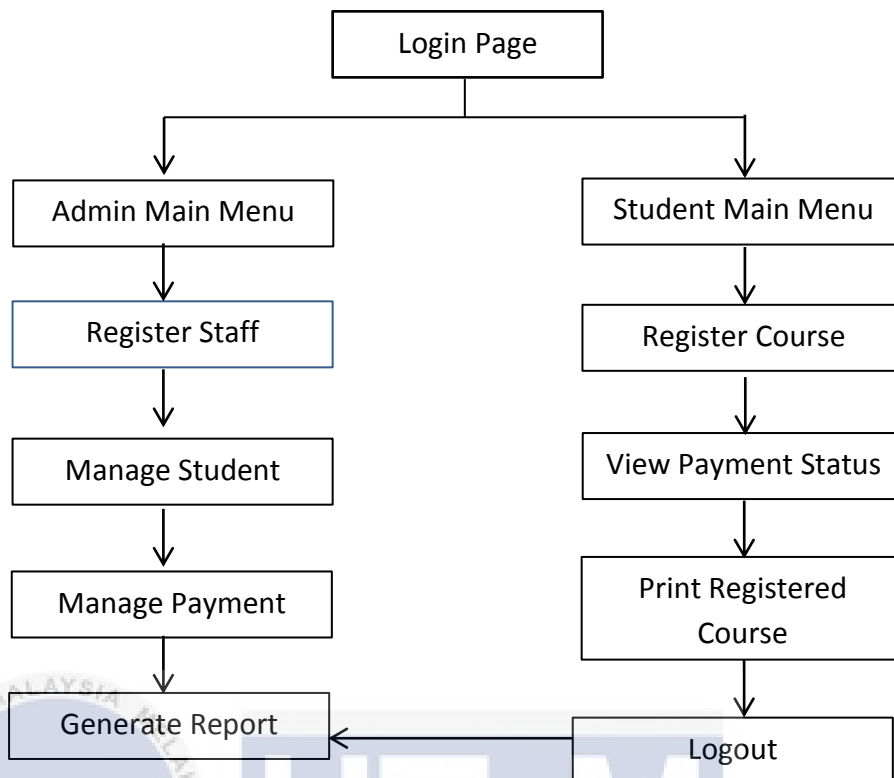 Login Page
Admin Main Menu
Student Main Menu
Register Staff
Register Course
Manage Student
View Payment Status
Manage Payment
Print Registered
Course
Generate Report
Logout